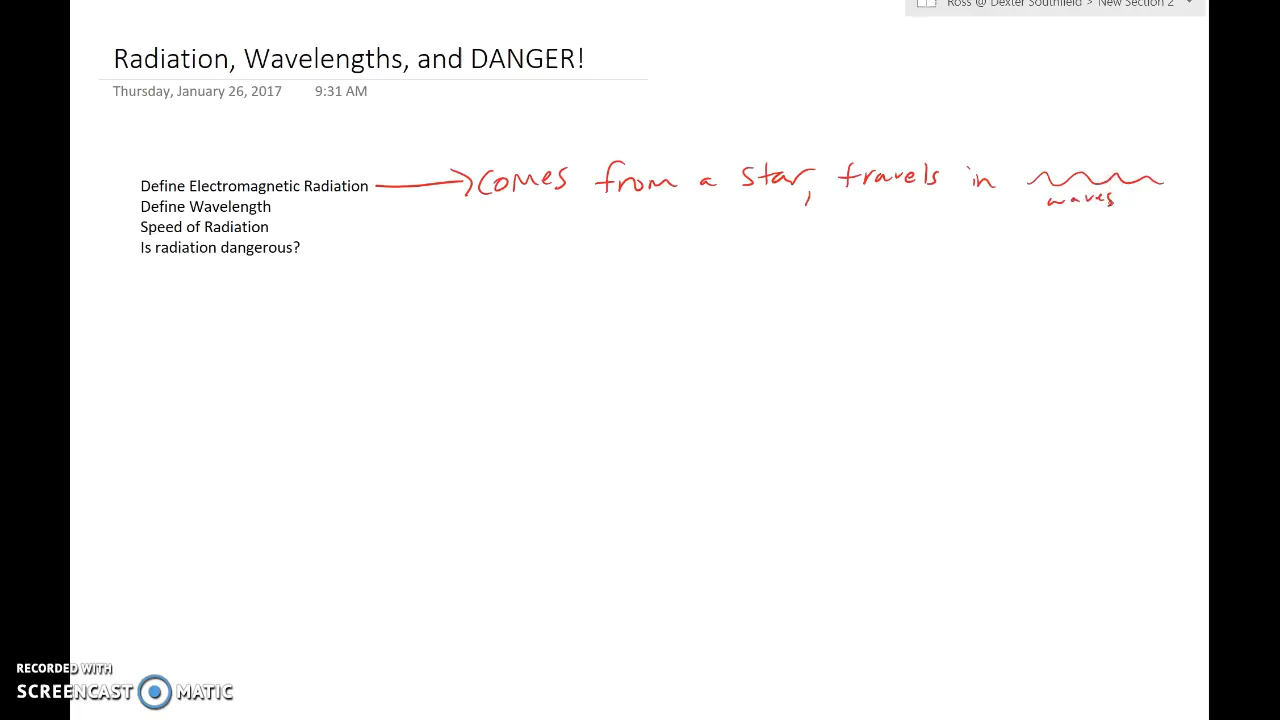 Ross @ Dexter Southfield > New Section 2
Radiation, Wavelengths, and DANGER!
Thursday, January 26, 2017 9:31 AM
Define Electromagnetic Radiation comes from a star, travels in
waves
Define Wavelength
Speed of Radiation
Is radiation dangerous?
RECORDED WITH
SCREENCAST MATIC